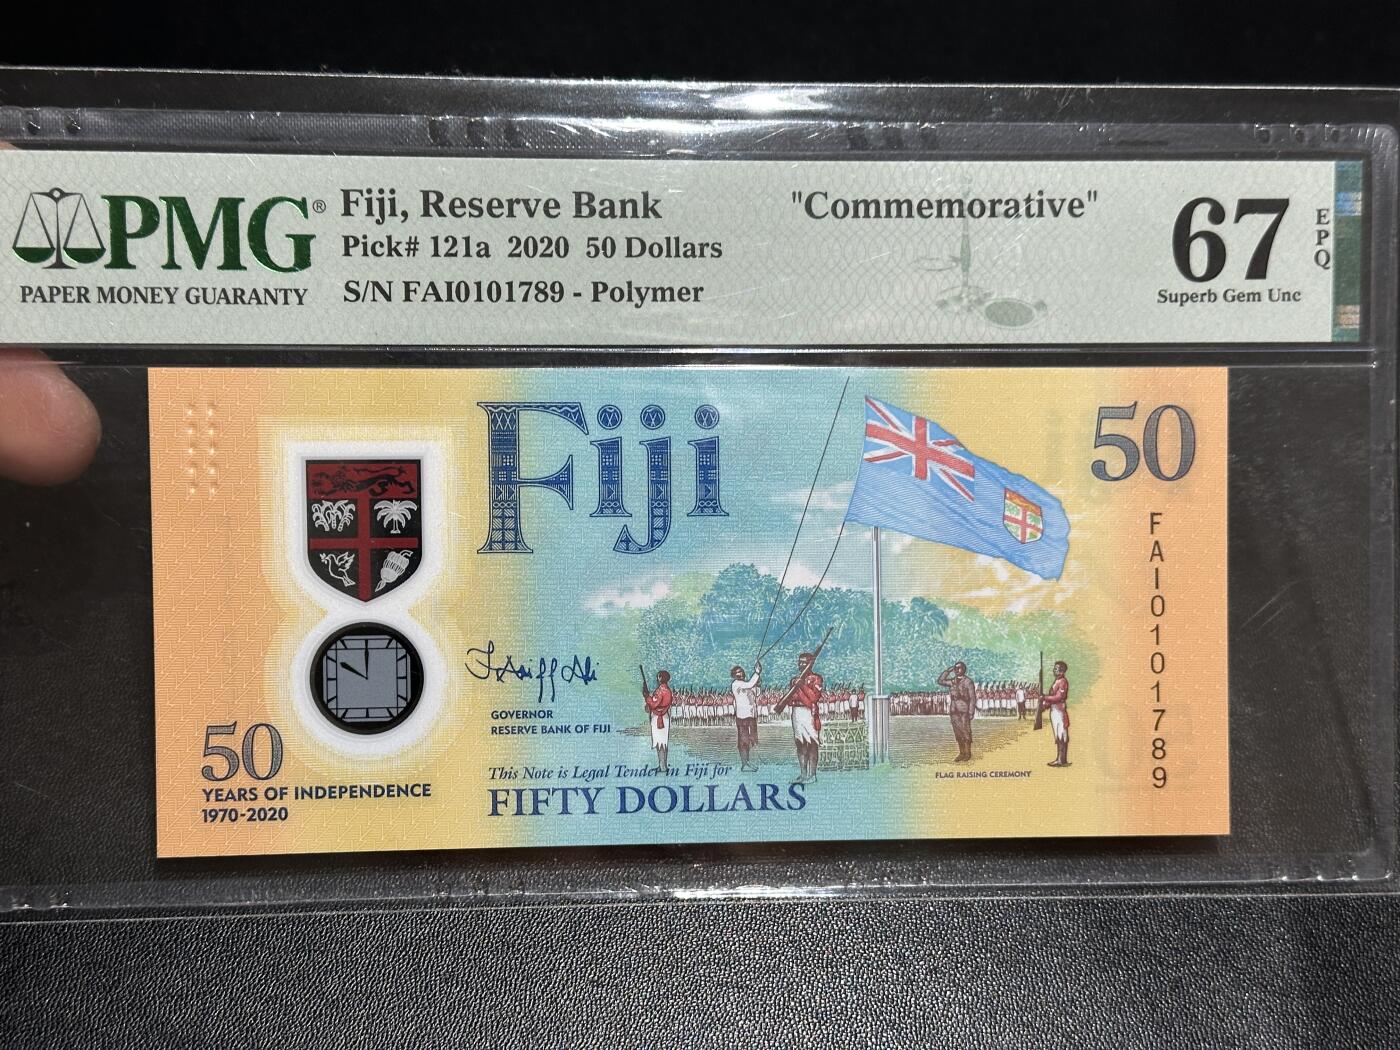 PMG®
PAPER MONEY GUARANTY
Fiji, Reserve Bank
Pick# 121a 2020 50 Dollars
S/N FAI0101789 - Polymer
"Commemorative"
67
EPQ
Superb Gem Unc
Fiji
50
FAI0101789
GOVERNOR
RESERVE BANK OF FIJI
This Note is Legal Tender in Fiji for
FIFTY DOLLARS
FLAG RAISING CEREMONY
50
YEARS OF INDEPENDENCE
1970-2020